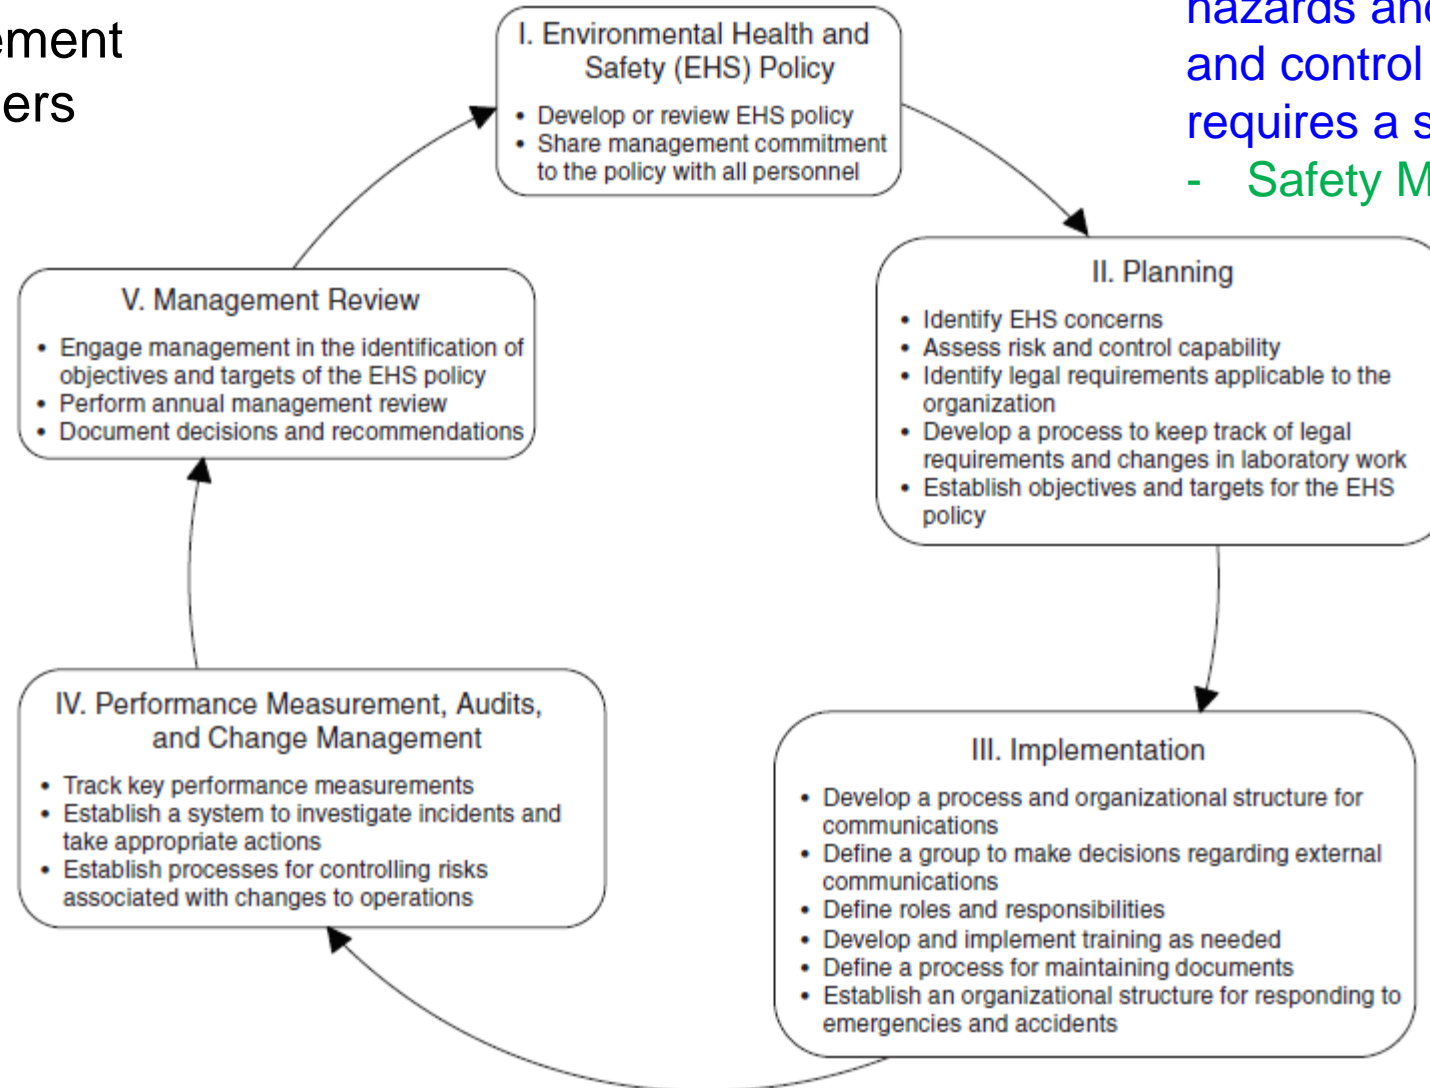 ement
ers
hazards and
and control
requires a s
- Safety M
I. Environmental Health and
Safety (EHS) Policy
• Develop or review EHS policy
• Share management commitment
to the policy with all personnel
II. Planning
• Identify EHS concerns
• Assess risk and control capability
• Identify legal requirements applicable to the
organization
• Develop a process to keep track of legal
requirements and changes in laboratory work
• Establish objectives and targets for the EHS
policy
III. Implementation
• Develop a process and organizational structure for
communications
• Define a group to make decisions regarding external
communications
• Define roles and responsibilities
• Develop and implement training as needed
• Define a process for maintaining documents
• Establish an organizational structure for responding to
emergencies and accidents
IV. Performance Measurement, Audits,
and Change Management
• Track key performance measurements
• Establish a system to investigate incidents and
take appropriate actions
• Establish processes for controlling risks
associated with changes to operations
V. Management Review
• Engage management in the identification of
objectives and targets of the EHS policy
• Perform annual management review
• Document decisions and recommendations